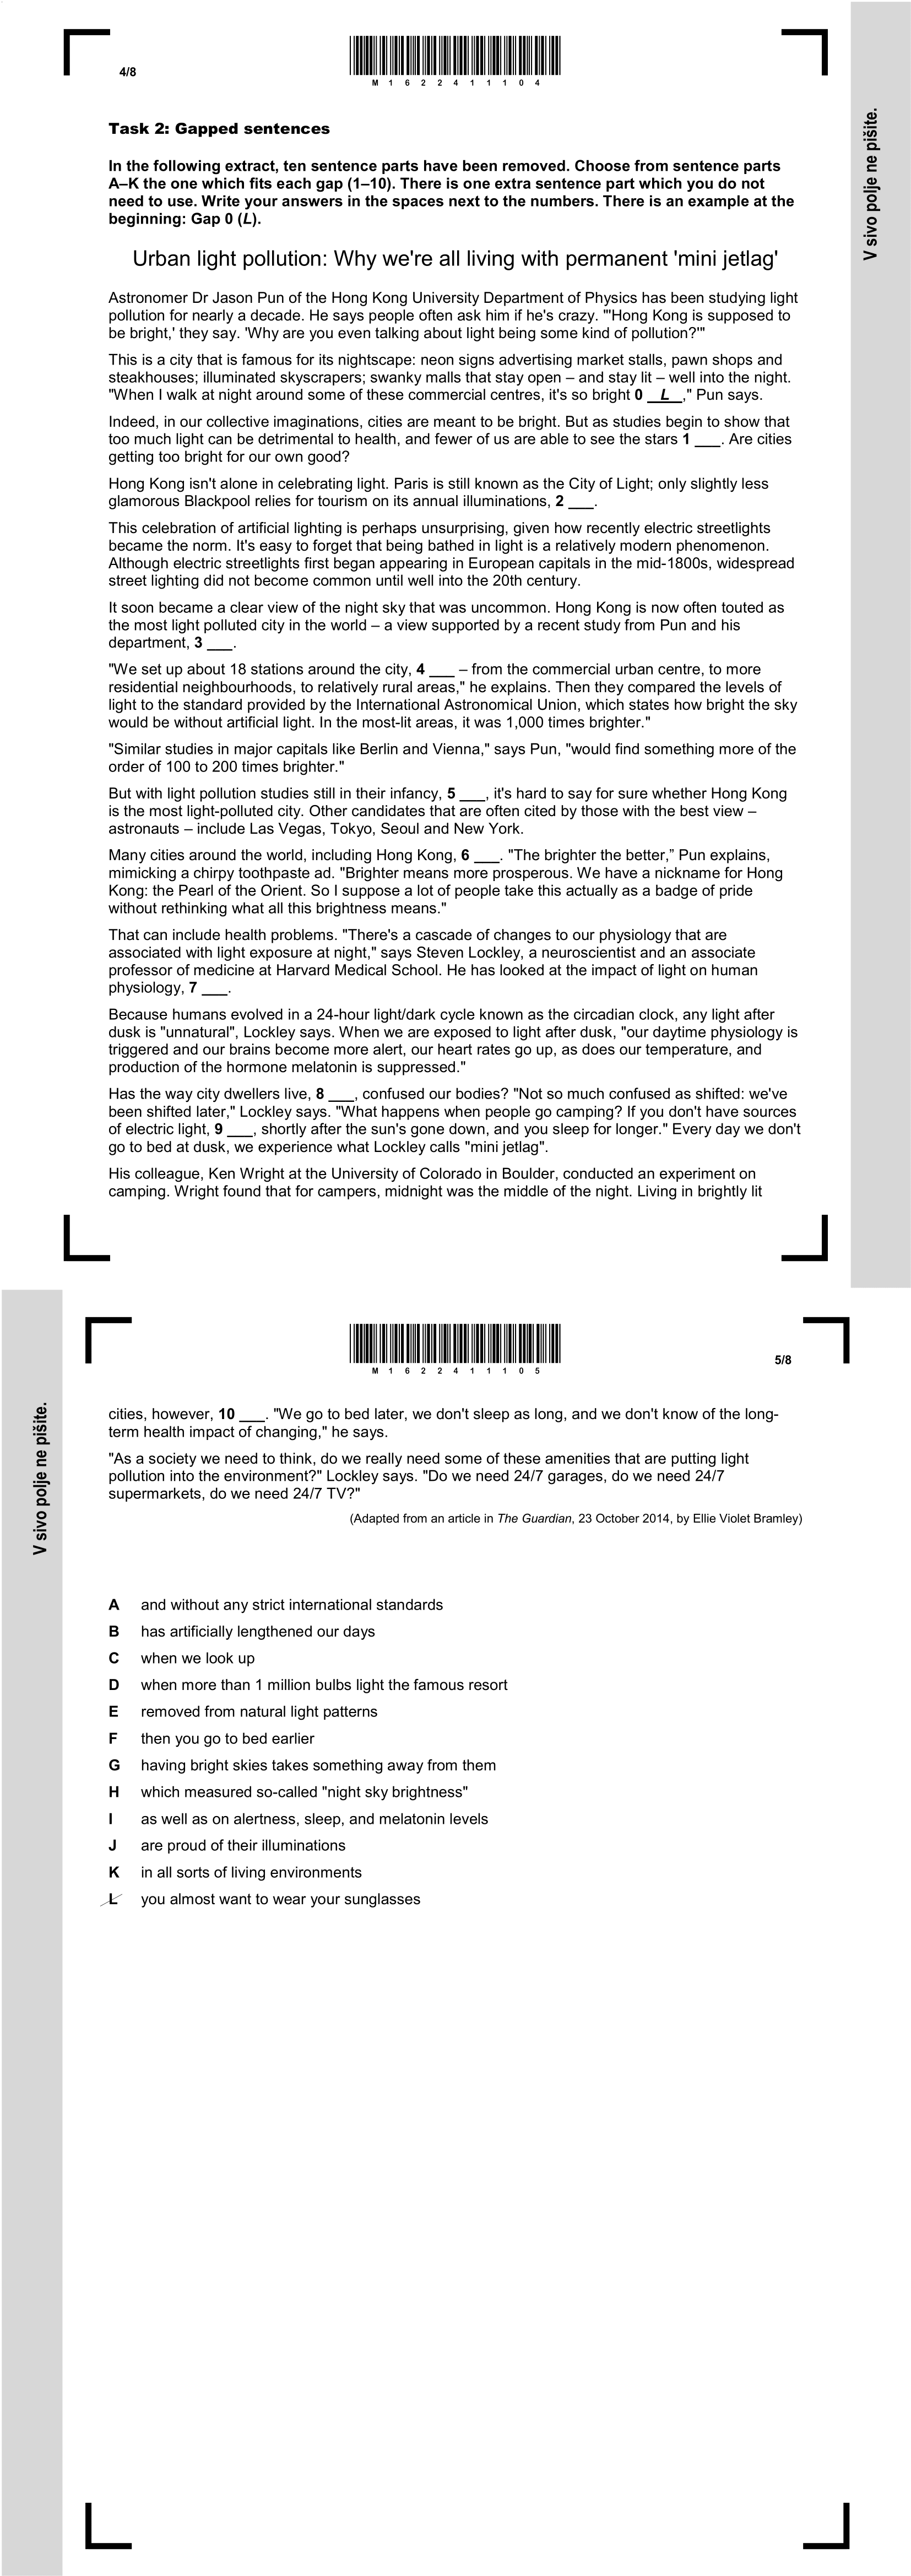 4/8
M 1 6 2 2 4 1 1 1 0 4
V sivo polje ne pišite.
Task 2: Gapped sentences
In the following extract, ten sentence parts have been removed. Choose from sentence parts
A–K the one which fits each gap (1–10). There is one extra sentence part which you do not
need to use. Write your answers in the spaces next to the numbers. There is an example at the
beginning: Gap 0 (L).
Urban light pollution: Why we're all living with permanent 'mini jetlag'
Astronomer Dr Jason Pun of the Hong Kong University Department of Physics has been studying light
pollution for nearly a decade. He says people often ask him if he's crazy. "'Hong Kong is supposed to
be bright,' they say. 'Why are you even talking about light being some kind of pollution?'"
This is a city that is famous for its nightscape: neon signs advertising market stalls, pawn shops and
steakhouses; illuminated skyscrapers; swanky malls that stay open – and stay lit – well into the night.
"When I walk at night around some of these commercial centres, it's so bright 0 __L__," Pun says.
Indeed, in our collective imaginations, cities are meant to be bright. But as studies begin to show that
too much light can be detrimental to health, and fewer of us are able to see the stars 1 ___. Are cities
getting too bright for our own good?
Hong Kong isn't alone in celebrating light. Paris is still known as the City of Light; only slightly less
glamorous Blackpool relies for tourism on its annual illuminations, 2 ___.
This celebration of artificial lighting is perhaps unsurprising, given how recently electric streetlights
became the norm. It's easy to forget that being bathed in light is a relatively modern phenomenon.
Although electric streetlights first began appearing in European capitals in the mid-1800s, widespread
street lighting did not become common until well into the 20th century.
It soon became a clear view of the night sky that was uncommon. Hong Kong is now often touted as
the most light polluted city in the world – a view supported by a recent study from Pun and his
department, 3 ___.
"We set up about 18 stations around the city, 4 ___ – from the commercial urban centre, to more
residential neighbourhoods, to relatively rural areas," he explains. Then they compared the levels of
light to the standard provided by the International Astronomical Union, which states how bright the sky
would be without artificial light. In the most-lit areas, it was 1,000 times brighter."
"Similar studies in major capitals like Berlin and Vienna," says Pun, "would find something more of the
order of 100 to 200 times brighter."
But with light pollution studies still in their infancy, 5 ___, it's hard to say for sure whether Hong Kong
is the most light-polluted city. Other candidates that are often cited by those with the best view –
astronauts – include Las Vegas, Tokyo, Seoul and New York.
Many cities around the world, including Hong Kong, 6 ___. "The brighter the better,” Pun explains,
mimicking a chirpy toothpaste ad. "Brighter means more prosperous. We have a nickname for Hong
Kong: the Pearl of the Orient. So I suppose a lot of people take this actually as a badge of pride
without rethinking what all this brightness means."
That can include health problems. "There's a cascade of changes to our physiology that are
associated with light exposure at night," says Steven Lockley, a neuroscientist and an associate
professor of medicine at Harvard Medical School. He has looked at the impact of light on human
physiology, 7 ___.
Because humans evolved in a 24-hour light/dark cycle known as the circadian clock, any light after
dusk is "unnatural", Lockley says. When we are exposed to light after dusk, "our daytime physiology is
triggered and our brains become more alert, our heart rates go up, as does our temperature, and
production of the hormone melatonin is suppressed."
Has the way city dwellers live, 8 ___, confused our bodies? "Not so much confused as shifted: we've
been shifted later," Lockley says. "What happens when people go camping? If you don't have sources
of electric light, 9 ___, shortly after the sun's gone down, and you sleep for longer." Every day we don't
go to bed at dusk, we experience what Lockley calls "mini jetlag".
His colleague, Ken Wright at the University of Colorado in Boulder, conducted an experiment on
camping. Wright found that for campers, midnight was the middle of the night. Living in brightly lit
M 1 6 2 2 4 1 1 1 0 5
5/8
V sivo polje ne pišite.
cities, however, 10 ___. "We go to bed later, we don't sleep as long, and we don't know of the long-
term health impact of changing," he says.
"As a society we need to think, do we really need some of these amenities that are putting light
pollution into the environment?" Lockley says. "Do we need 24/7 garages, do we need 24/7
supermarkets, do we need 24/7 TV?"
(Adapted from an article in The Guardian, 23 October 2014, by Ellie Violet Bramley)
A and without any strict international standards
B has artificially lengthened our days
C when we look up
D when more than 1 million bulbs light the famous resort
E removed from natural light patterns
F then you go to bed earlier
G having bright skies takes something away from them
H which measured so-called "night sky brightness"
I as well as on alertness, sleep, and melatonin levels
J are proud of their illuminations
K in all sorts of living environments
L you almost want to wear your sunglasses